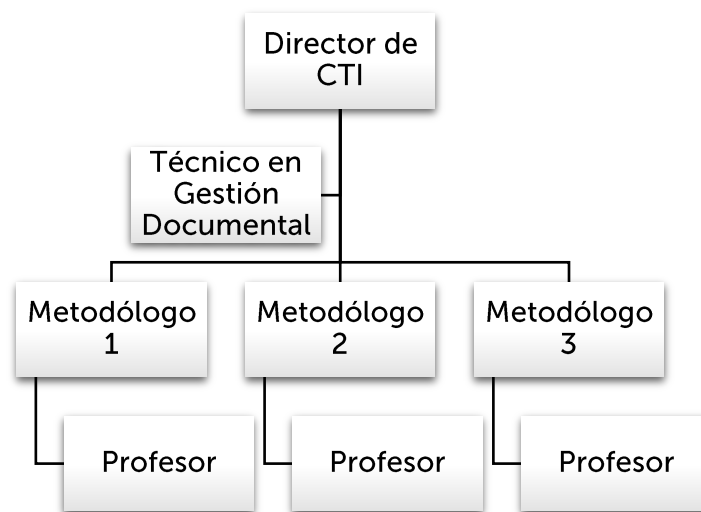 Director de
CTI
Técnico en
Gestión
Documental
Metodólogo
1
Metodólogo
2
Metodólogo
3
Profesor
Profesor
Profesor